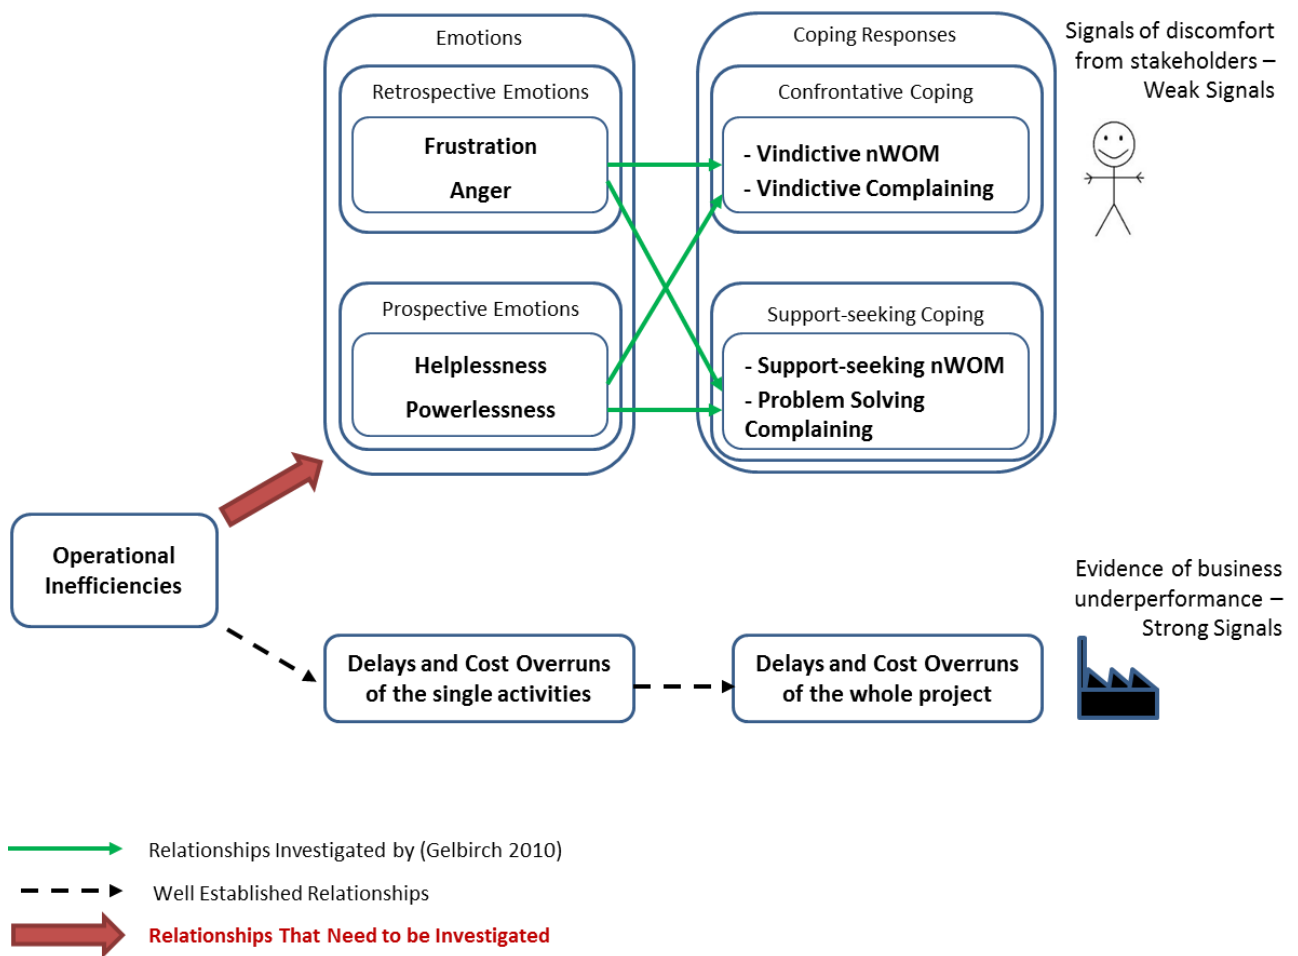 Emotions
Retrospective Emotions
Frustration
Anger
Prospective Emotions
Helplessness
Powerlessness
Coping Responses
Confrontative Coping
- Vindictive nWOM
- Vindictive Complaining
Support-seeking Coping
- Support-seeking nWOM
- Problem Solving
Complaining
Signals of discomfort
from stakeholders –
Weak Signals
Operational
Inefficiencies
Delays and Cost Overruns
of the single activities
Delays and Cost Overruns
of the whole project
Evidence of business
underperformance –
Strong Signals
Relationships Investigated by (Gelbirch 2010)
Well Established Relationships
Relationships That Need to be Investigated